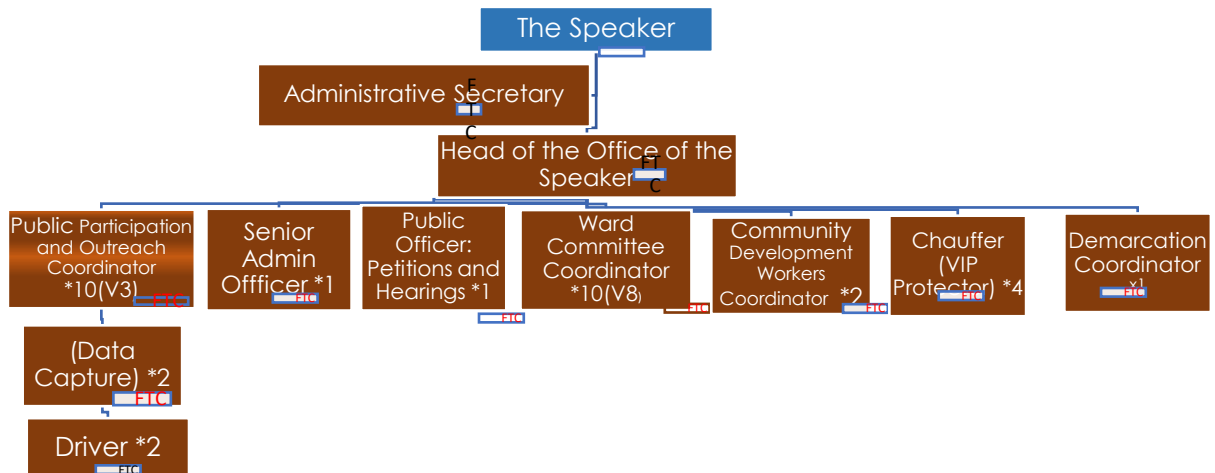 The Speaker
Administrative Secretary
F
T
C
Head of the Office of the
Speaker
FT
C
Public Participation
and Outreach
Coordinator
*10(V3)
FTC
Senior
Admin
Offficer *1
FTC
Public
Officer:
Petitions and
Hearings *1
FTC
Ward
Committee
Coordinator
*10(V8)
FTC
Community
Development
Workers
Coordinator *2
FTC
Chauffer
(VIP
Protector) *4
FTC
Demarcation
Coordinator
*1
FTC
(Data
Capture) *2
FTC
Driver *2
FTC